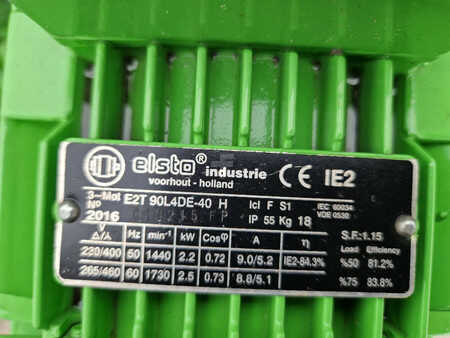 elsto® industrie CE IE2
voorhout - holland
3~Mot E2T 90L4DE-40 H Icl F S1 IEC 60034
Nº 2016 IP 55 Kg 18 VDE 0530
S.F.:1.15
V Hz min⁻¹ kW Cosφ A η Load Efficiency
△/Y
230/400 50 1440 2.2 0.72 9.0/5.2 IE2-84.3% %50 81.2%
265/460 60 1730 2.5 0.73 8.8/5.1 %75 83.8%